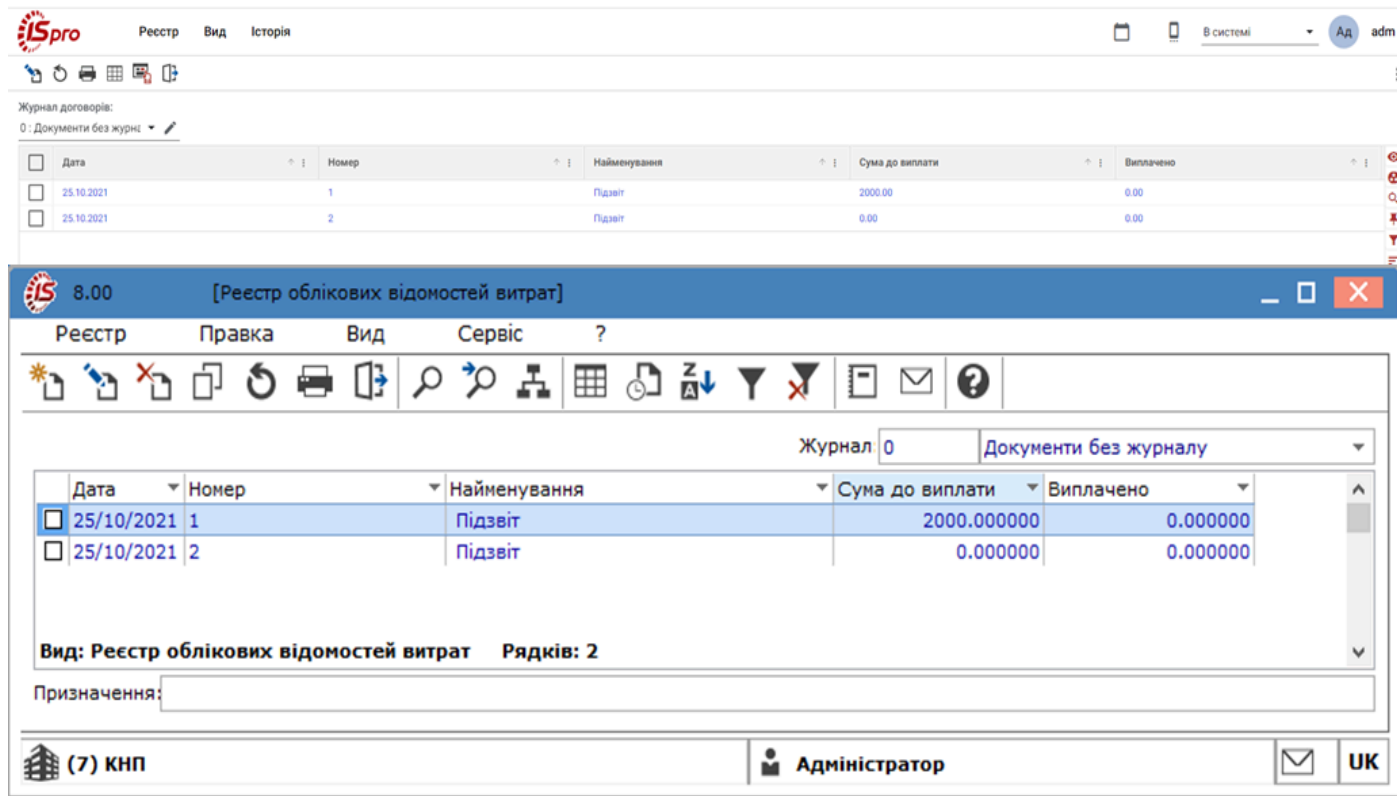 iSpro Реєстр Вид Історія В системі Ад adm
Журнал договорів:
0 : Документи без журна
Дата Номер Найменування Сума до виплати Виплачено
25.10.2021 1 Підзвіт 2000.00 0.00
25.10.2021 2 Підзвіт 0.00 0.00
iS 8.00 [Реєстр облікових відомостей витрат]
Реєстр Правка Вид Сервіс ?
Журнал 0 Документи без журналу
Дата Номер Найменування Сума до виплати Виплачено
25/10/2021 1 Підзвіт 2000.000000 0.000000
25/10/2021 2 Підзвіт 0.000000 0.000000
Вид: Реєстр облікових відомостей витрат Рядків: 2
Призначення:
(7) КНП Адміністратор UK